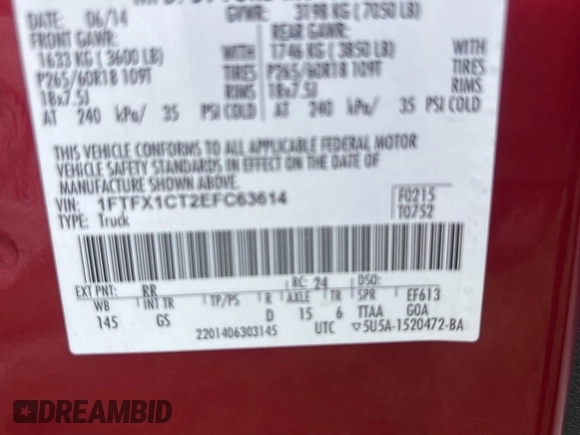 DATE: 06/14 GVWR: 3198 KG (7050 LB)
FRONT GAWR: REAR GAWR:
1633 KG (3600 LB) 1746 KG (3850 LB) WITH
P265/60R18 109T TIRES P265/60R18 109T TIRES
18x7.5J RIMS 18x7.5J RIMS
AT 240 kPa/ 35 PSI COLD AT 240 kPa/ 35 PSI COLD
THIS VEHICLE CONFORMS TO ALL APPLICABLE FEDERAL MOTOR
VEHICLE SAFETY STANDARDS IN EFFECT ON THE DATE OF
MANUFACTURE SHOWN ABOVE.
VIN: 1FTFX1CT2EFC63614 F0215
TYPE: Truck T0752
EXT PNT: RR RC: 24 DSO:
WB INT TR TP/PS R AXLE TR SPR EF613
145 GS D 15 6 TTAA GOA
2201406303145 UTC ▽5U5A-1520472-BA
DREAMBID